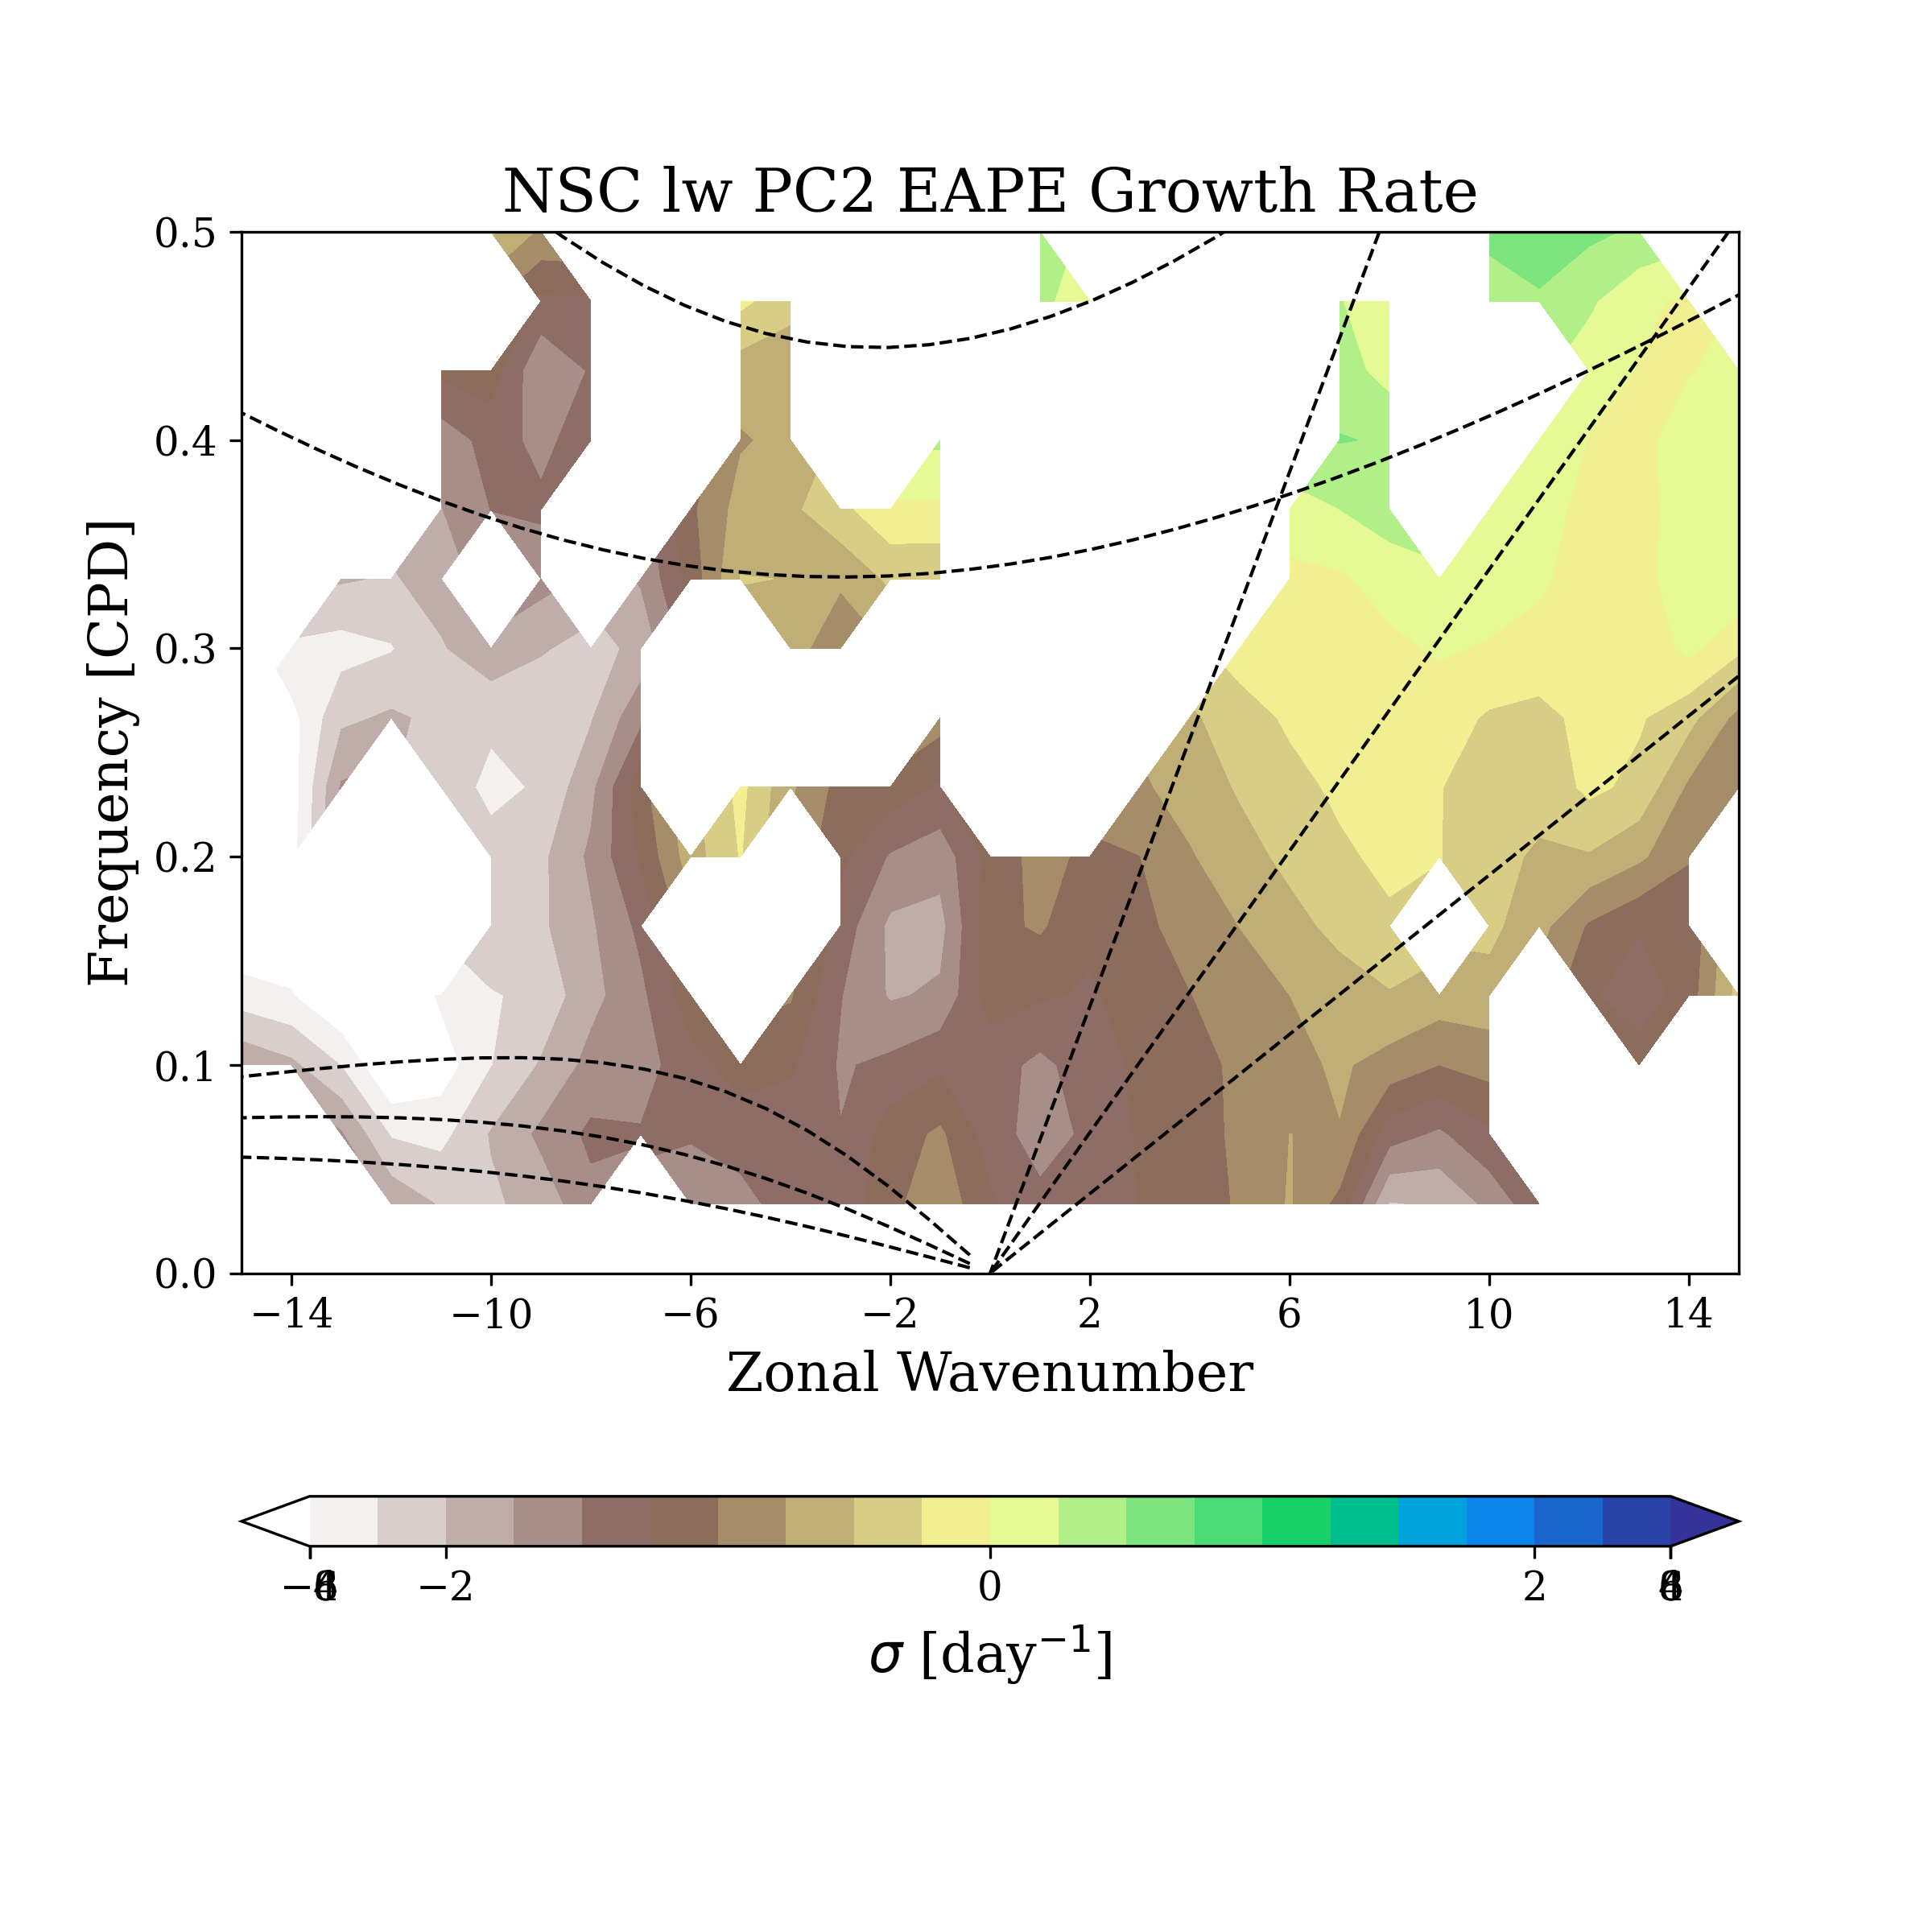 NSC lw PC2 EAPE Growth Rate
0.5
0.4
0.3
0.2
0.1
0.0
Frequency [CPD]
−14 −10 −6 −2 2 6 10 14
Zonal Wavenumber
−2 0 2
σ [day⁻¹]